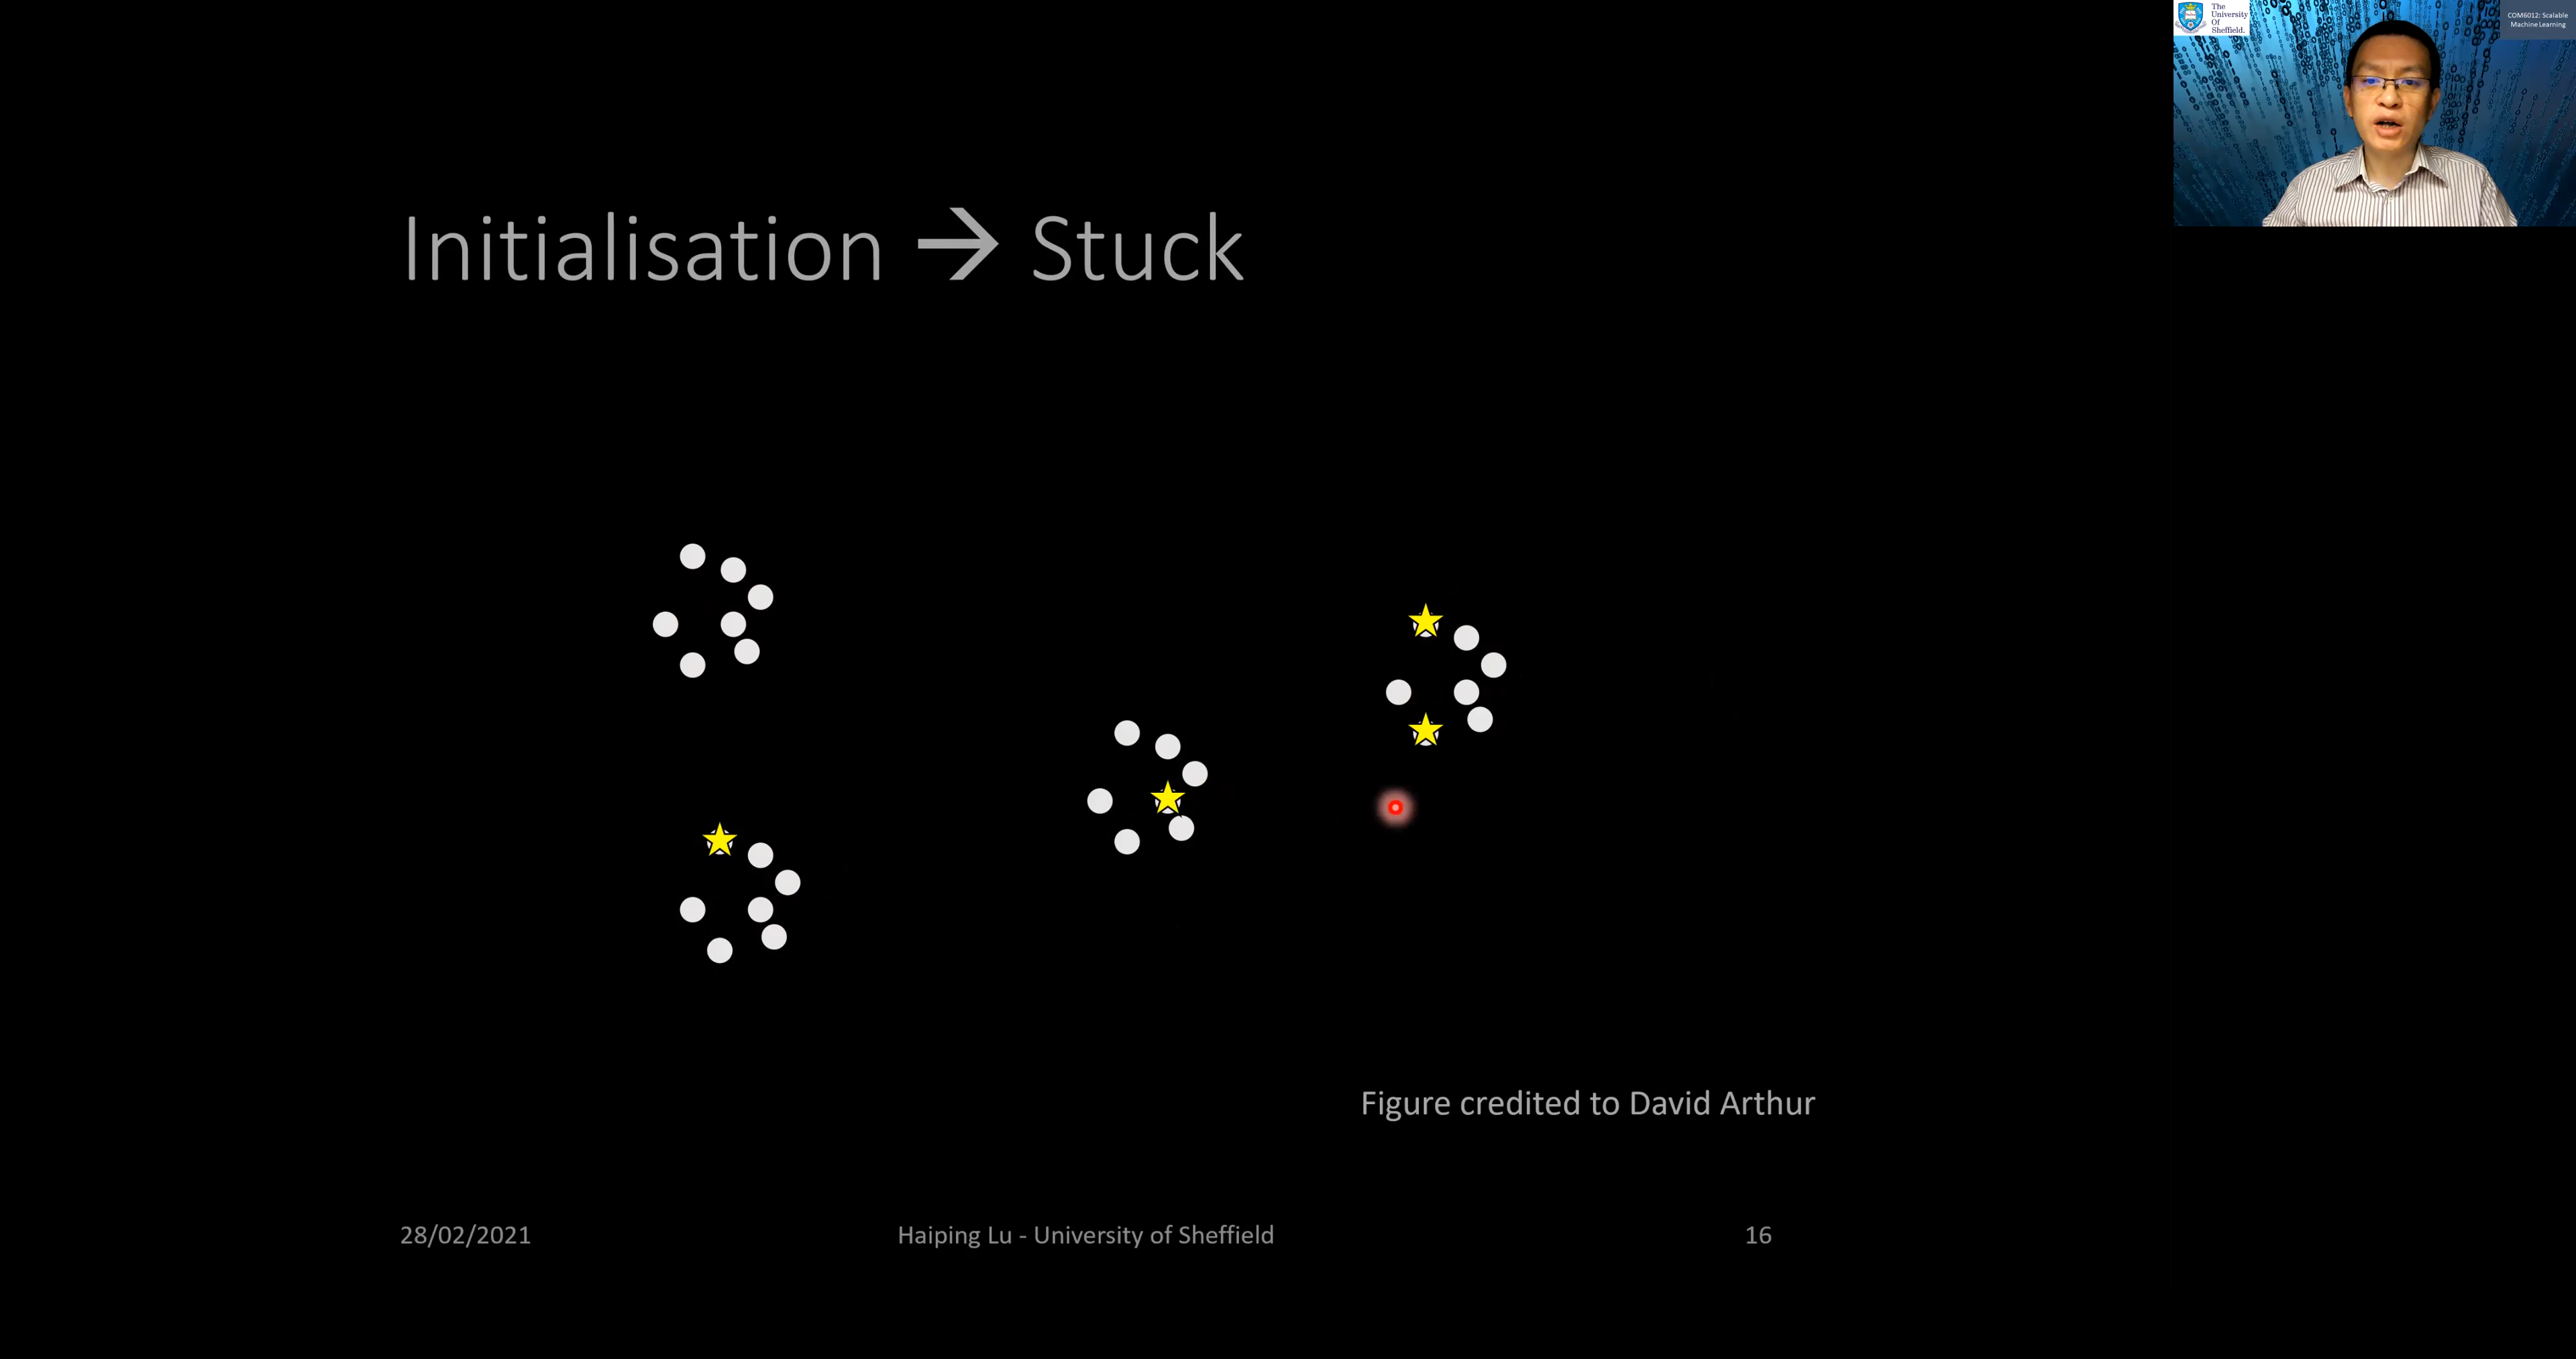 The
University
Of
Sheffield.
COM6012: Scalable
Machine Learning
Initialisation → Stuck
Figure credited to David Arthur
28/02/2021
Haiping Lu - University of Sheffield
16